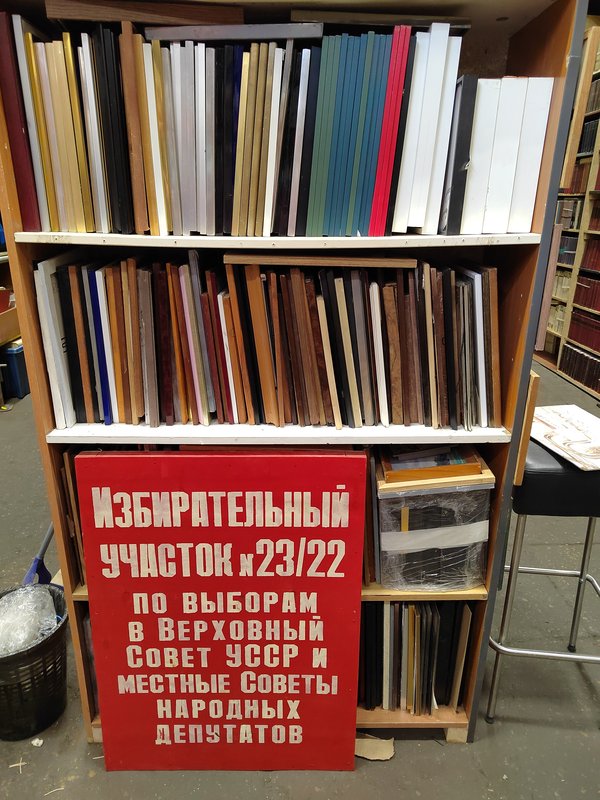 Избирательный
участок №23/22
по выборам
в Верховный
Совет УССР и
местные Советы
народных
депутатов